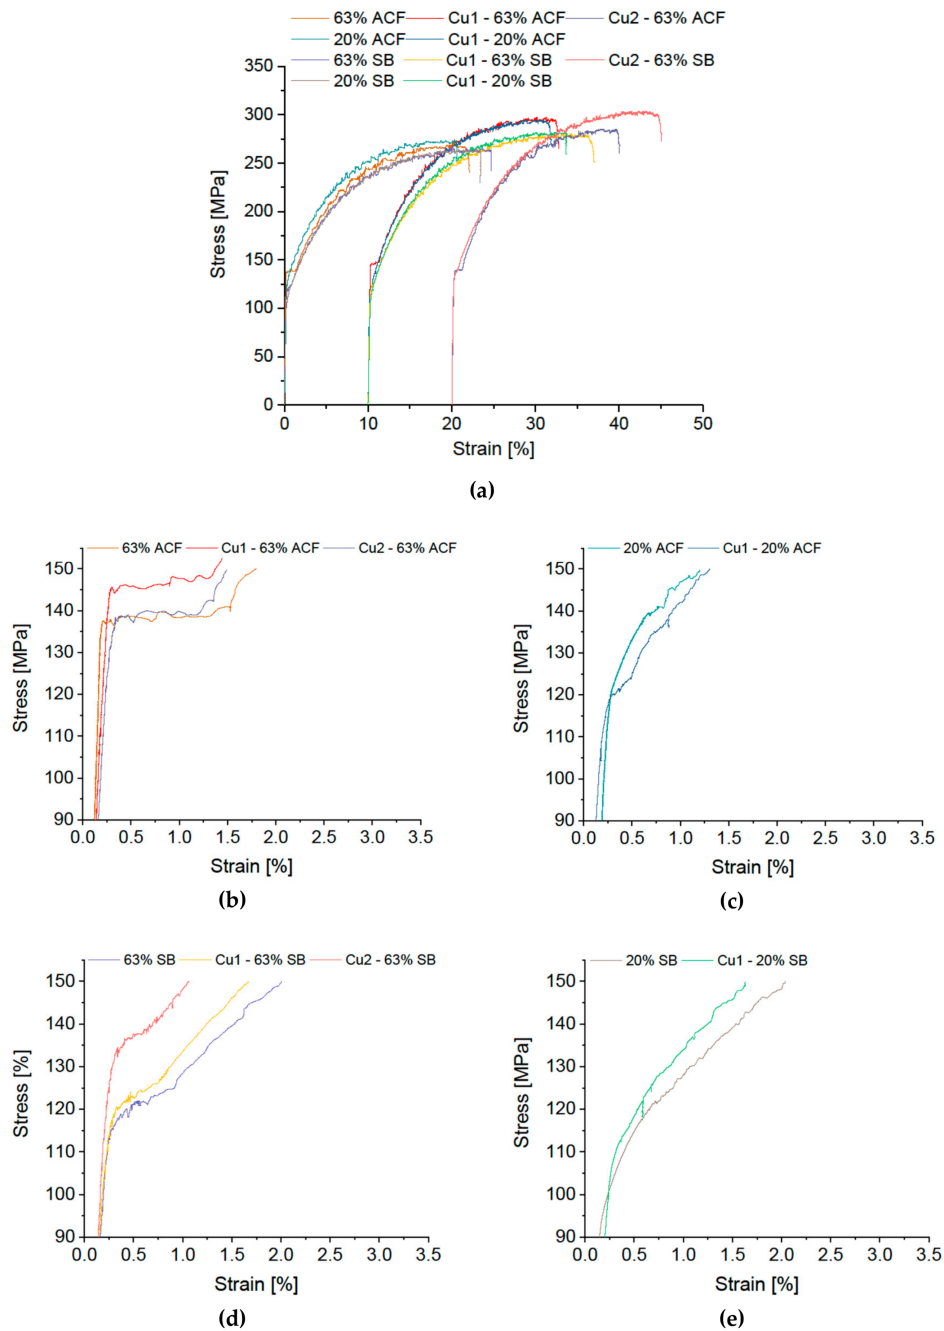 63% ACF Cu1 - 63% ACF Cu2 - 63% ACF
20% ACF Cu1 - 20% ACF
63% SB Cu1 - 63% SB Cu2 - 63% SB
20% SB Cu1 - 20% SB
350
300
250
200
150
100
50
0
Stress [MPa]
0 10 20 30 40 50
Strain [%]
(a)
63% ACF Cu1 - 63% ACF Cu2 - 63% ACF
150
140
130
120
110
100
90
Stress [MPa]
0.0 0.5 1.0 1.5 2.0 2.5 3.0 3.5
Strain [%]
(b)
20% ACF Cu1 - 20% ACF
150
140
130
120
110
100
90
Stress [MPa]
0.0 0.5 1.0 1.5 2.0 2.5 3.0 3.5
Strain [%]
(c)
63% SB Cu1 - 63% SB Cu2 - 63% SB
150
140
130
120
110
100
90
Stress [%]
0.0 0.5 1.0 1.5 2.0 2.5 3.0 3.5
Strain [%]
(d)
20% SB Cu1 - 20% SB
150
140
130
120
110
100
90
Stress [MPa]
0.0 0.5 1.0 1.5 2.0 2.5 3.0 3.5
Strain [%]
(e)